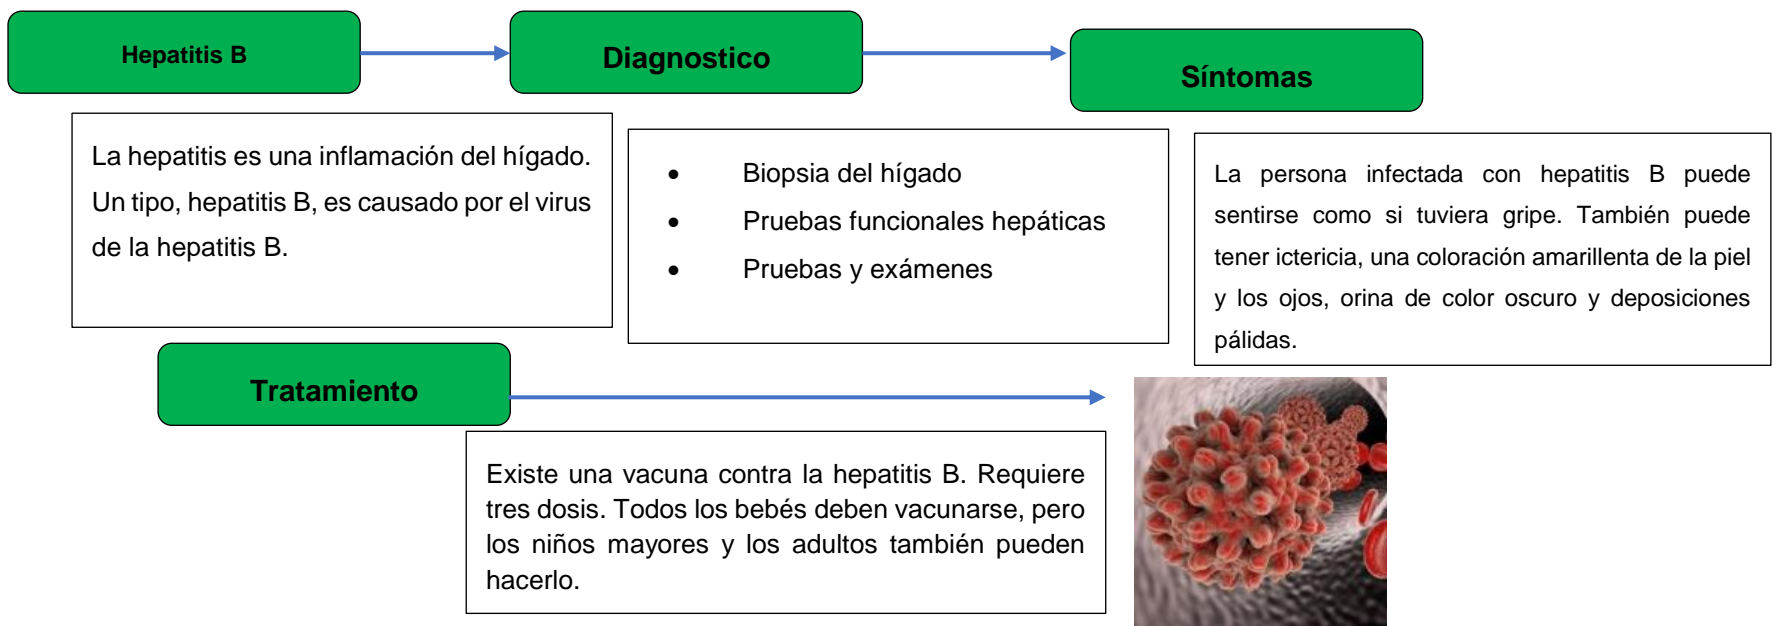 Hepatitis B
Diagnostico
Síntomas
La hepatitis es una inflamación del hígado.
Un tipo, hepatitis B, es causado por el virus
de la hepatitis B.
• Biopsia del hígado
• Pruebas funcionales hepáticas
• Pruebas y exámenes
La persona infectada con hepatitis B puede
sentirse como si tuviera gripe. También puede
tener ictericia, una coloración amarillenta de la piel
y los ojos, orina de color oscuro y deposiciones
pálidas.
Tratamiento
Existe una vacuna contra la hepatitis B. Requiere
tres dosis. Todos los bebés deben vacunarse, pero
los niños mayores y los adultos también pueden
hacerlo.